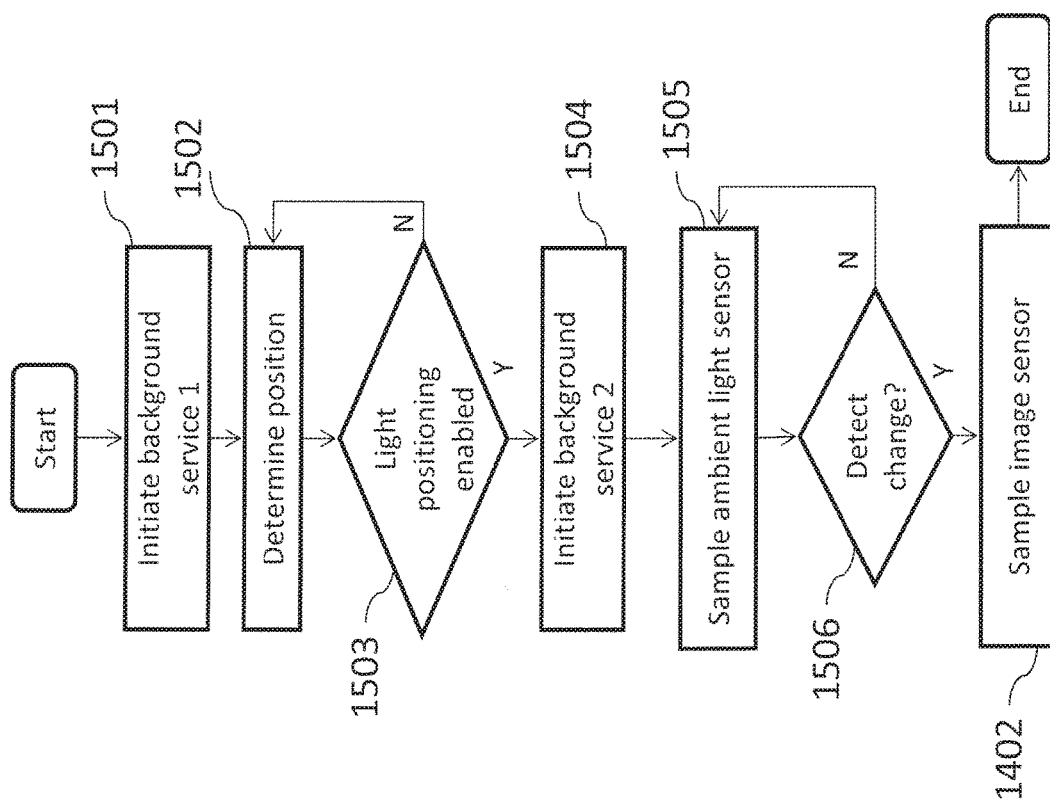 Start
1501
Initiate background
service 1
1502
Determine position
1503
Light
positioning
enabled
N
Y
1504
Initiate background
service 2
1505
Sample ambient light sensor
1506
Detect
change?
N
Y
1402
Sample image sensor
End